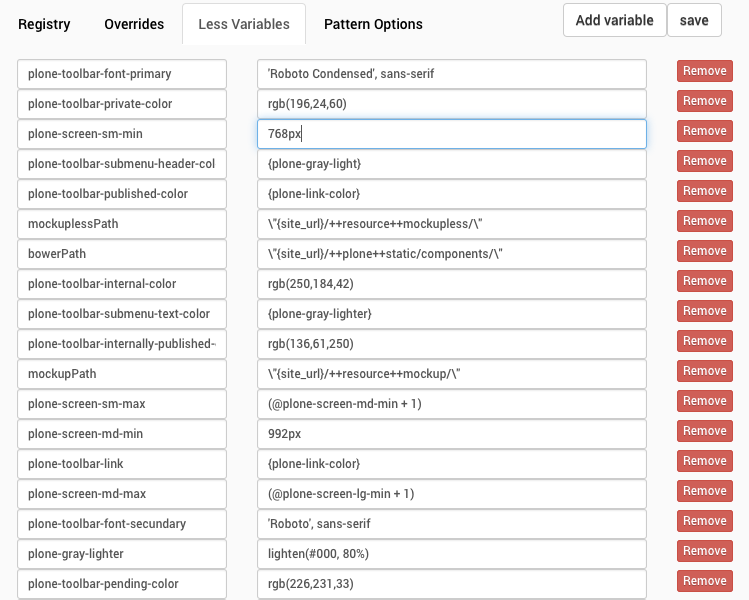 Registry Overrides Less Variables Pattern Options Add variable save
plone-toolbar-font-primary 'Roboto Condensed', sans-serif Remove
plone-toolbar-private-color rgb(196,24,60) Remove
plone-screen-sm-min 768px Remove
plone-toolbar-submenu-header-col {plone-gray-light} Remove
plone-toolbar-published-color {plone-link-color} Remove
mockuplessPath \"{site_url}/++resource++mockupless/\" Remove
bowerPath \"{site_url}/++plone++static/components/\" Remove
plone-toolbar-internal-color rgb(250,184,42) Remove
plone-toolbar-submenu-text-color {plone-gray-lighter} Remove
plone-toolbar-internally-published- rgb(136,61,250) Remove
mockupPath \"{site_url}/++resource++mockup/\" Remove
plone-screen-sm-max (@plone-screen-md-min + 1) Remove
plone-screen-md-min 992px Remove
plone-toolbar-link {plone-link-color} Remove
plone-screen-md-max (@plone-screen-lg-min + 1) Remove
plone-toolbar-font-secundary 'Roboto', sans-serif Remove
plone-gray-lighter lighten(#000, 80%) Remove
plone-toolbar-pending-color rgb(226,231,33) Remove